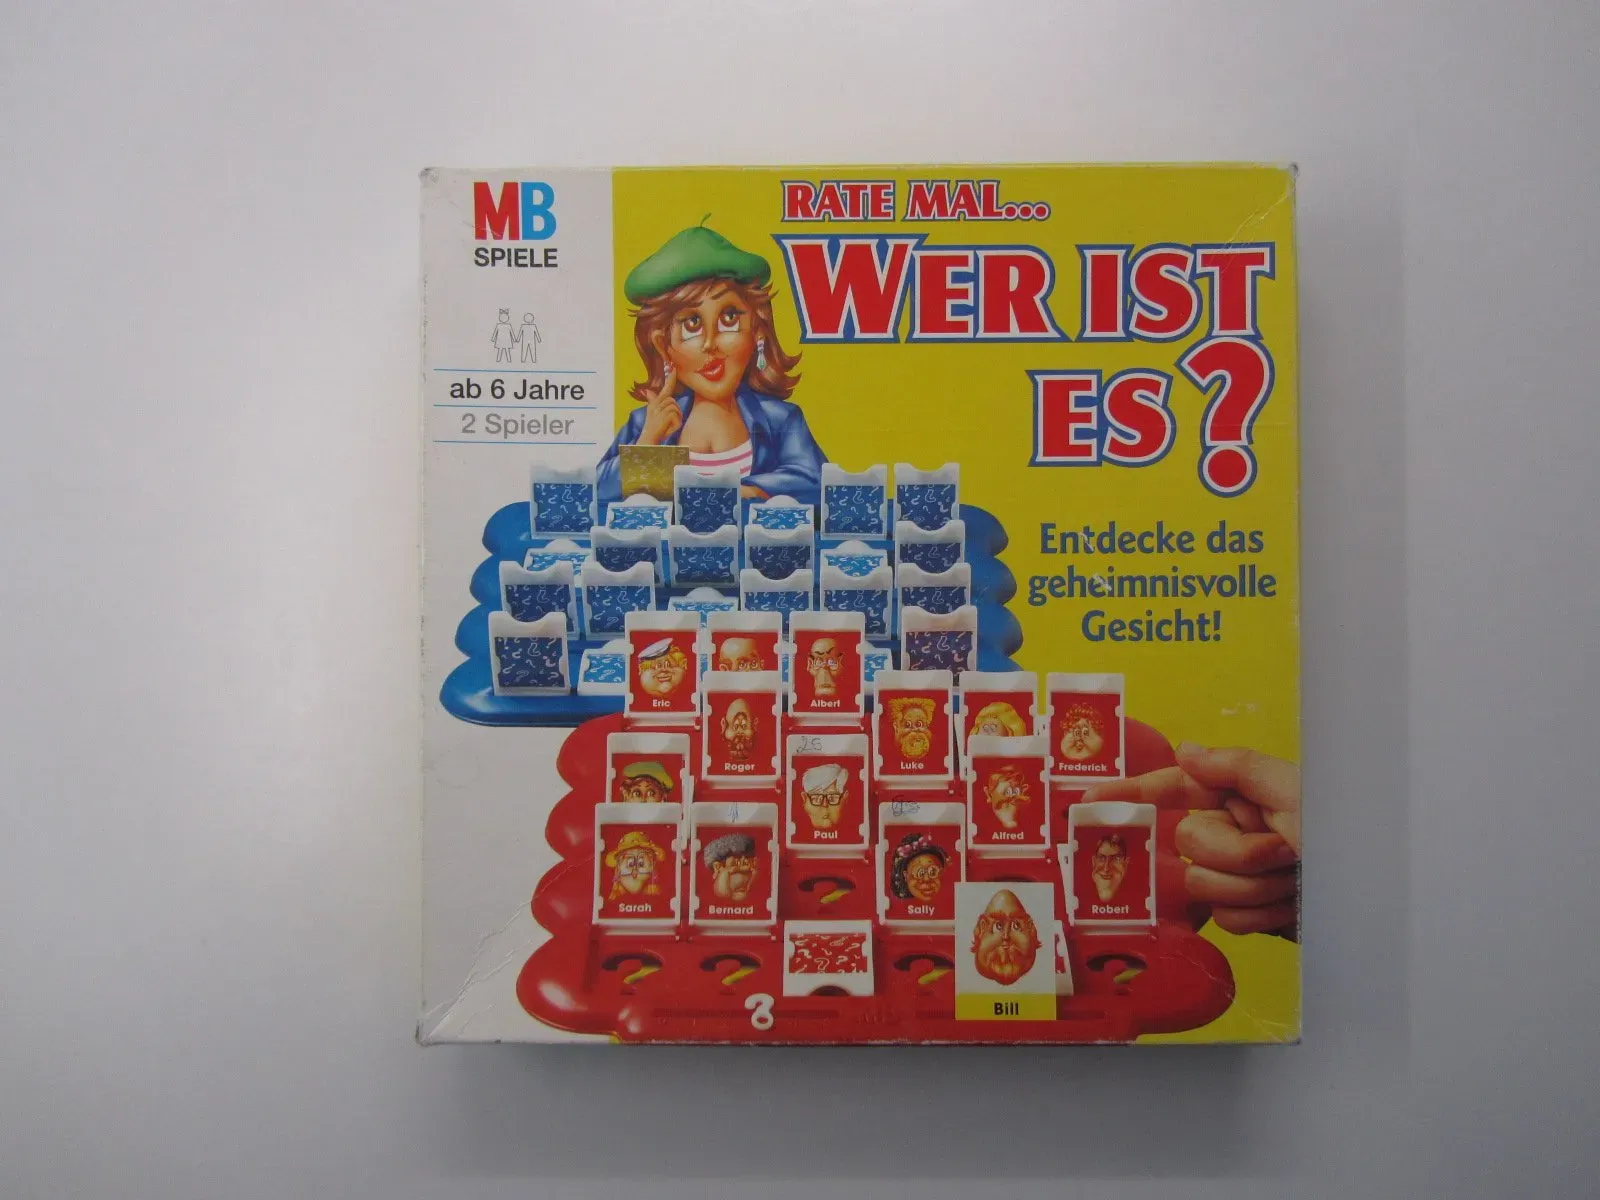 MB
SPIELE
ab 6 Jahre
2 Spieler
RATE MAL...
WER IST
ES?
Entdecke das
geheimnisvolle
Gesicht!
Eric
Albert
Roger
Luke
Frederick
25
Paul
Alfred
Sarah
Bernard
Sally
Robert
Bill